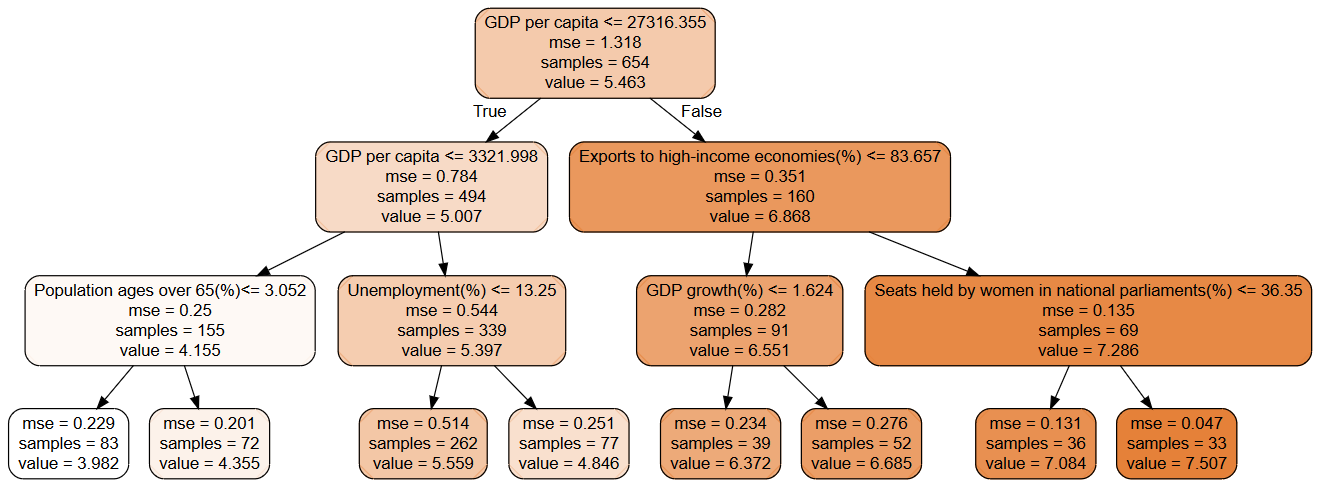 GDP per capita <= 27316.355
mse = 1.318
samples = 654
value = 5.463
True
False
GDP per capita <= 3321.998
mse = 0.784
samples = 494
value = 5.007
Exports to high-income economies(%) <= 83.657
mse = 0.351
samples = 160
value = 6.868
Population ages over 65(%)<= 3.052
mse = 0.25
samples = 155
value = 4.155
Unemployment(%) <= 13.25
mse = 0.544
samples = 339
value = 5.397
GDP growth(%) <= 1.624
mse = 0.282
samples = 91
value = 6.551
Seats held by women in national parliaments(%) <= 36.35
mse = 0.135
samples = 69
value = 7.286
mse = 0.229
samples = 83
value = 3.982
mse = 0.201
samples = 72
value = 4.355
mse = 0.514
samples = 262
value = 5.559
mse = 0.251
samples = 77
value = 4.846
mse = 0.234
samples = 39
value = 6.372
mse = 0.276
samples = 52
value = 6.685
mse = 0.131
samples = 36
value = 7.084
mse = 0.047
samples = 33
value = 7.507